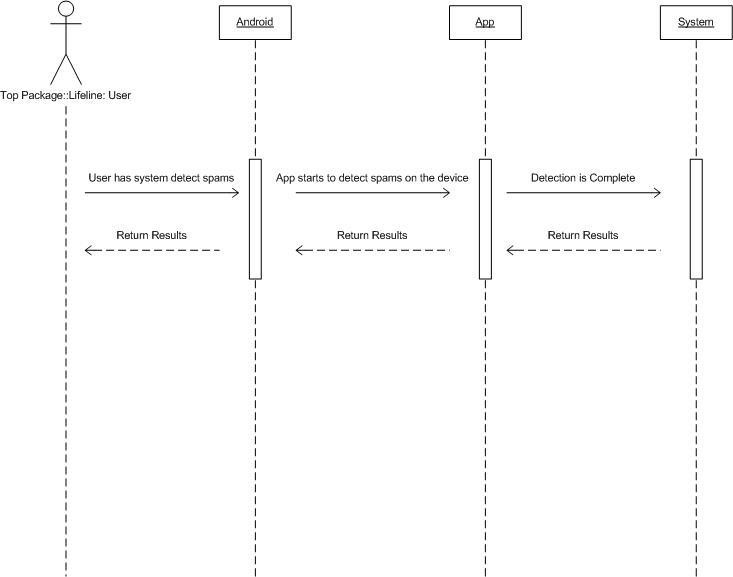 Android
App
System
Top Package::Lifeline: User
User has system detect spams
App starts to detect spams on the device
Detection is Complete
Return Results
Return Results
Return Results